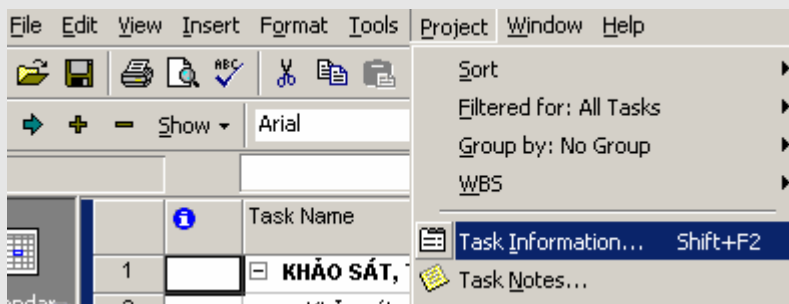 File Edit View Insert Format Tools Project Window Help
ABC
Show Arial
Sort
Filtered for: All Tasks
Group by: No Group
WBS
Task Name
Task Information... Shift+F2
1 KHẢO SÁT,
Task Notes...